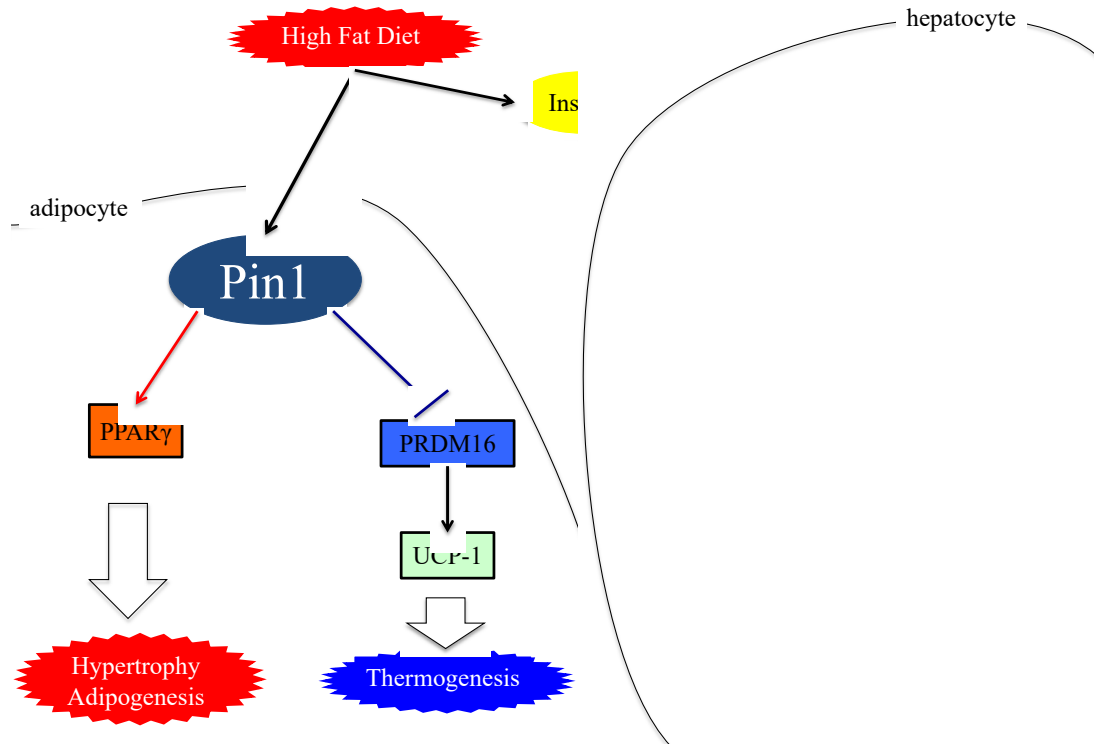 High Fat Diet
hepatocyte
Ins
adipocyte
Pin1
PPARγ
PRDM16
UCP-1
Hypertrophy
Adipogenesis
Thermogenesis